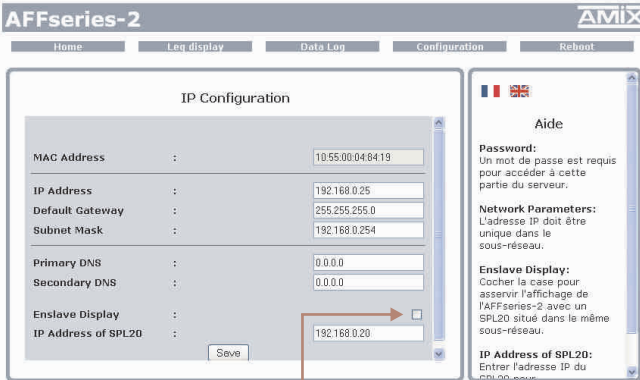 AFFseries-2
AMIX
Home Leq display Data Log Configuration Reboot
IP Configuration
MAC Address : 10:55:00:04:84:19
IP Address : 192.168.0.25
Default Gateway : 255.255.255.0
Subnet Mask : 192.168.0.254
Primary DNS : 0.0.0.0
Secondary DNS : 0.0.0.0
Enslave Display :
IP Address of SPL20 : 192.168.0.20
Save
Aide
Password:
Un mot de passe est requis
pour accéder à cette
partie du serveur.
Network Parameters:
L'adresse IP doit être
unique dans le
sous-réseau.
Enslave Display:
Cocher la case pour
asservir l'affichage de
l'AFFseries-2 avec un
SPL20 situé dans le même
sous-réseau.
IP Address of SPL20:
Entrer l'adresse IP du
SPL20 pour